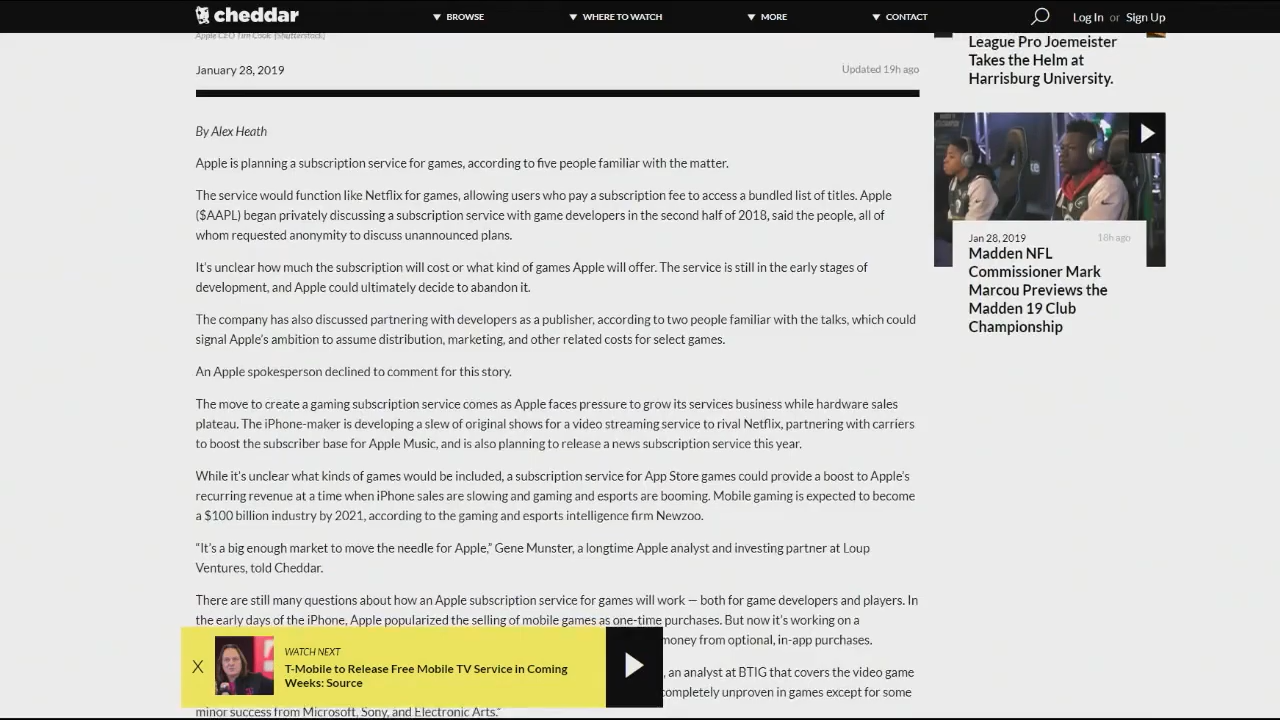 cheddar
▼ BROWSE ▼ WHERE TO WATCH ▼ MORE ▼ CONTACT
Log In or Sign Up
Apple CEO Tim Cook [Shutterstock]
January 28, 2019
Updated 19h ago
By Alex Heath
Apple is planning a subscription service for games, according to five people familiar with the matter.
The service would function like Netflix for games, allowing users who pay a subscription fee to access a bundled list of titles. Apple
($AAPL) began privately discussing a subscription service with game developers in the second half of 2018, said the people, all of
whom requested anonymity to discuss unannounced plans.
It's unclear how much the subscription will cost or what kind of games Apple will offer. The service is still in the early stages of
development, and Apple could ultimately decide to abandon it.
The company has also discussed partnering with developers as a publisher, according to two people familiar with the talks, which could
signal Apple's ambition to assume distribution, marketing, and other related costs for select games.
An Apple spokesperson declined to comment for this story.
The move to create a gaming subscription service comes as Apple faces pressure to grow its services business while hardware sales
plateau. The iPhone-maker is developing a slew of original shows for a video streaming service to rival Netflix, partnering with carriers
to boost the subscriber base for Apple Music, and is also planning to release a news subscription service this year.
While it's unclear what kinds of games would be included, a subscription service for App Store games could provide a boost to Apple's
recurring revenue at a time when iPhone sales are slowing and gaming and esports are booming. Mobile gaming is expected to become
a $100 billion industry by 2021, according to the gaming and esports intelligence firm Newzoo.
“It's a big enough market to move the needle for Apple,” Gene Munster, a longtime Apple analyst and investing partner at Loup
Ventures, told Cheddar.
There are still many questions about how an Apple subscription service for games will work — both for game developers and players. In
the early days of the iPhone, Apple popularized the selling of mobile games as one-time purchases. But now it's working on a
money from optional, in-app purchases.
, an analyst at BTIG that covers the video game
completely unproven in games except for some
minor success from Microsoft, Sony, and Electronic Arts.”
X
WATCH NEXT
T-Mobile to Release Free Mobile TV Service in Coming
Weeks: Source
League Pro Joemeister
Takes the Helm at
Harrisburg University.
Jan 28, 2019
18h ago
Madden NFL
Commissioner Mark
Marcou Previews the
Madden 19 Club
Championship